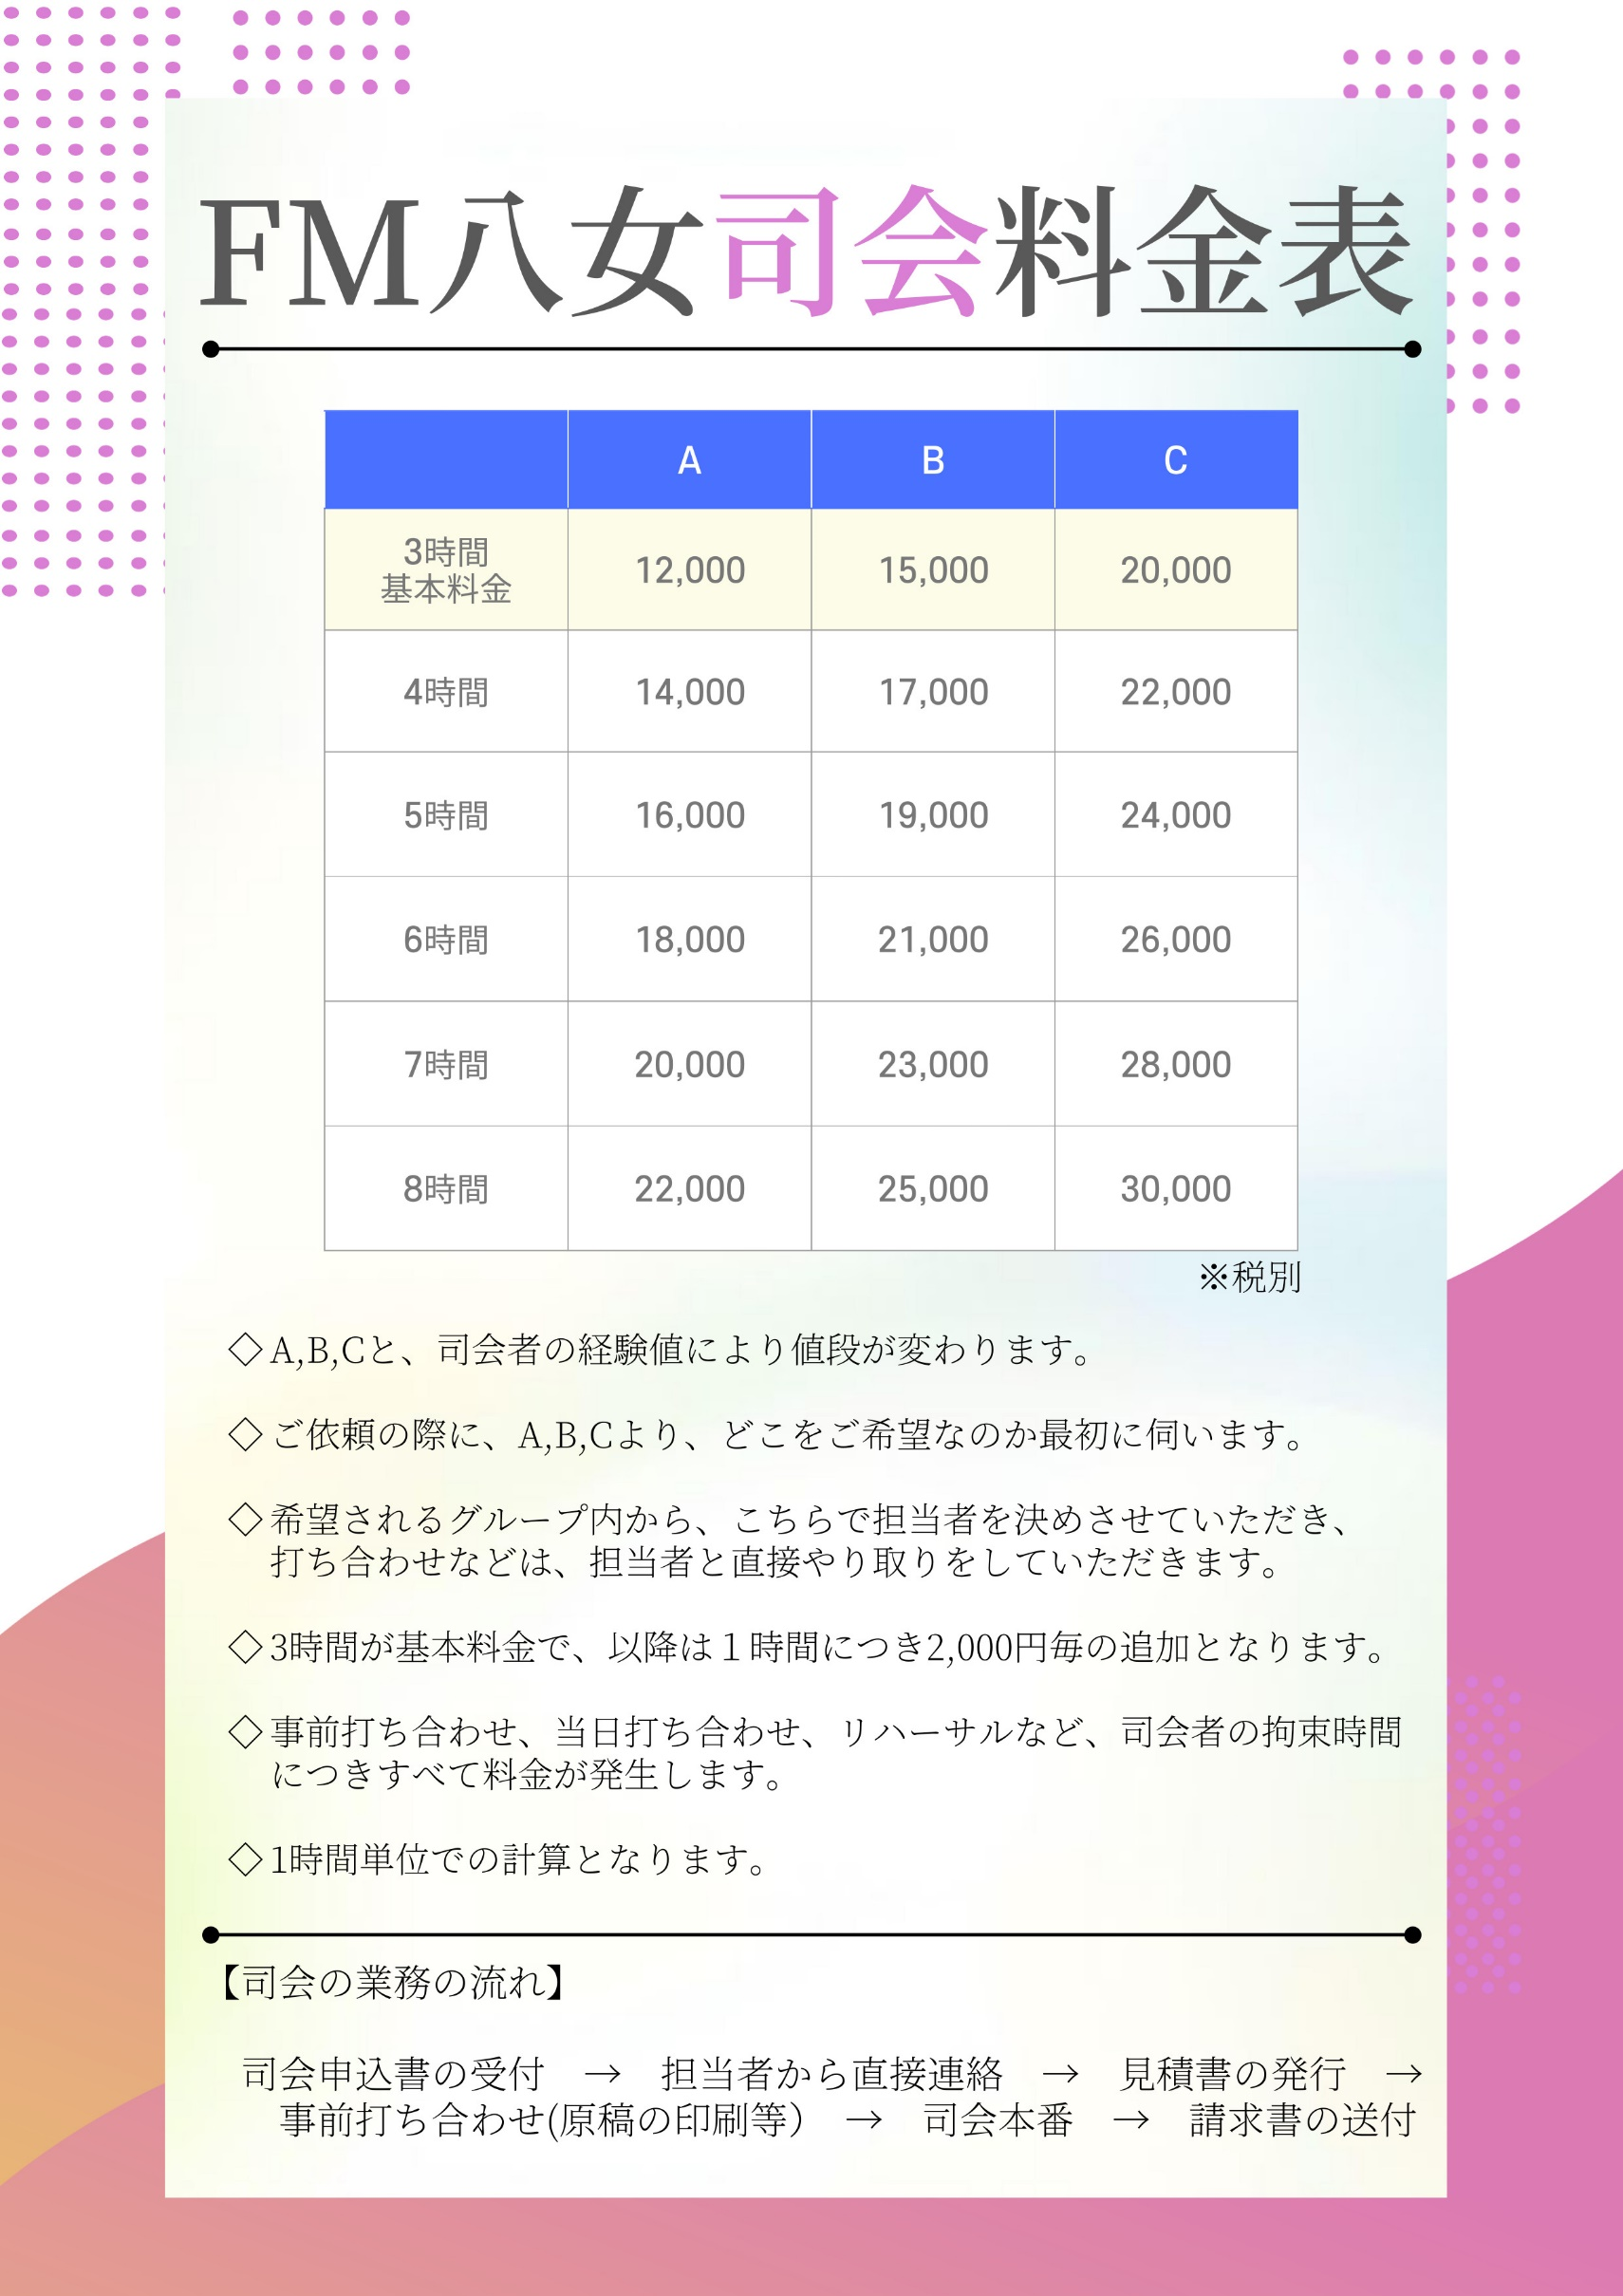 FM八女司会料金表
A B C
3時間
基本料金 12,000 15,000 20,000
4時間 14,000 17,000 22,000
5時間 16,000 19,000 24,000
6時間 18,000 21,000 26,000
7時間 20,000 23,000 28,000
8時間 22,000 25,000 30,000
※税別
◇A,B,Cと、司会者の経験値により値段が変わります。
◇ご依頼の際に、A,B,Cより、どこをご希望なのか最初に伺います。
◇希望されるグループ内から、こちらで担当者を決めさせていただき、
打ち合わせなどは、担当者と直接やり取りをしていただきます。
◇3時間が基本料金で、以降は１時間につき2,000円毎の追加となります。
◇事前打ち合わせ、当日打ち合わせ、リハーサルなど、司会者の拘束時間
につきすべて料金が発生します。
◇1時間単位での計算となります。
【司会の業務の流れ】
司会申込書の受付　→　担当者から直接連絡　→　見積書の発行　→
事前打ち合わせ(原稿の印刷等）　→　司会本番　→　請求書の送付